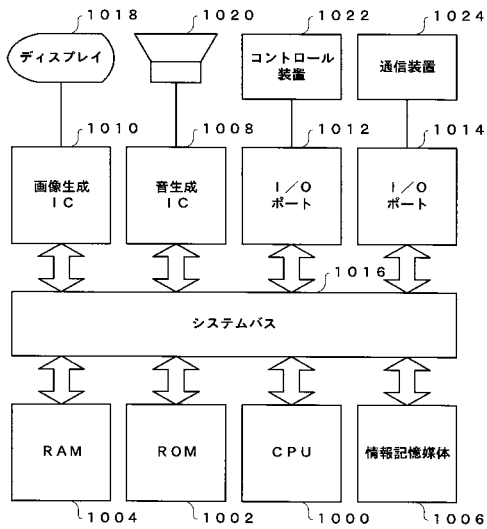 1018
1020
1022
1024
ディスプレイ
コントロール
装置
通信装置
1010
1008
1012
1014
画像生成
IC
音生成
IC
I/O
ポート
I/O
ポート
1016
システムバス
RAM
ROM
CPU
情報記憶媒体
1004
1002
1000
1006